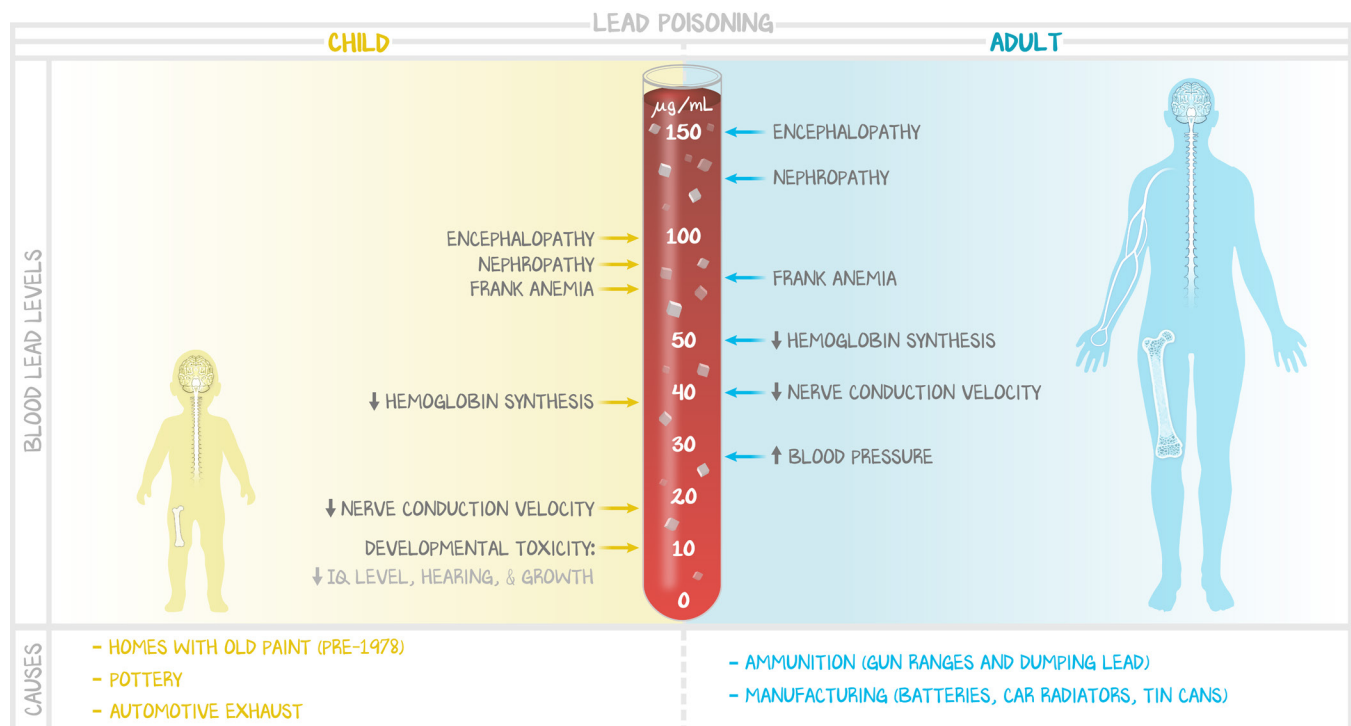 LEAD POISONING
CHILD
ADULT
BLOOD LEAD LEVELS
µg/mL
150
100
50
40
30
20
10
0
ENCEPHALOPATHY
NEPHROPATHY
FRANK ANEMIA
↓ HEMOGLOBIN SYNTHESIS
↓ NERVE CONDUCTION VELOCITY
DEVELOPMENTAL TOXICITY:
↓ IQ LEVEL, HEARING, & GROWTH
ENCEPHALOPATHY
NEPHROPATHY
FRANK ANEMIA
↓ HEMOGLOBIN SYNTHESIS
↓ NERVE CONDUCTION VELOCITY
↑ BLOOD PRESSURE
CAUSES
- HOMES WITH OLD PAINT (PRE-1978)
- POTTERY
- AUTOMOTIVE EXHAUST
- AMMUNITION (GUN RANGES AND DUMPING LEAD)
- MANUFACTURING (BATTERIES, CAR RADIATORS, TIN CANS)